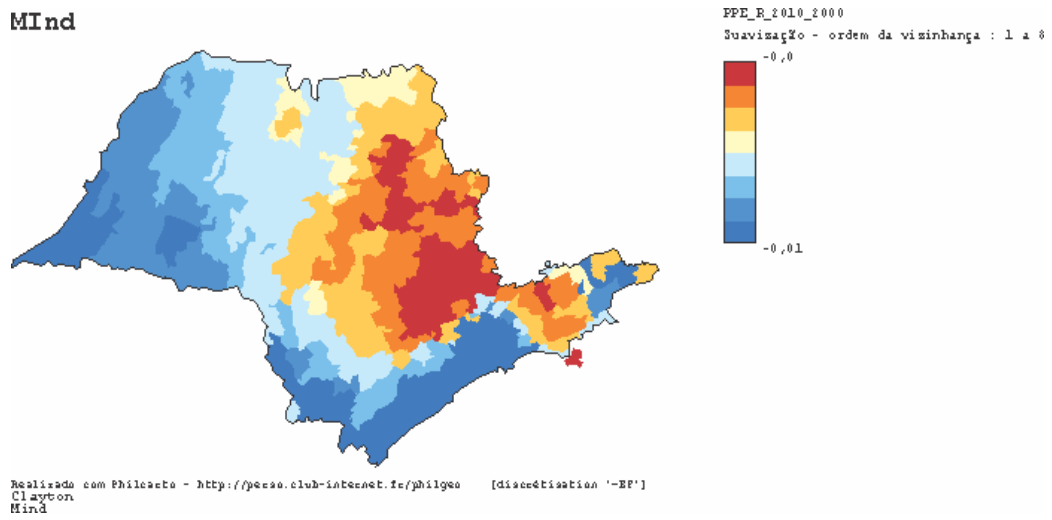 MInd
PPE_R_2010_2000
Suavização - ordem da vizinhança : 1 a 8
-0,0
-0,01
Realizado com Philcarto - http://perso.club-internet.fr/philgeo [discrétisation '-EF']
Clayton
Mind